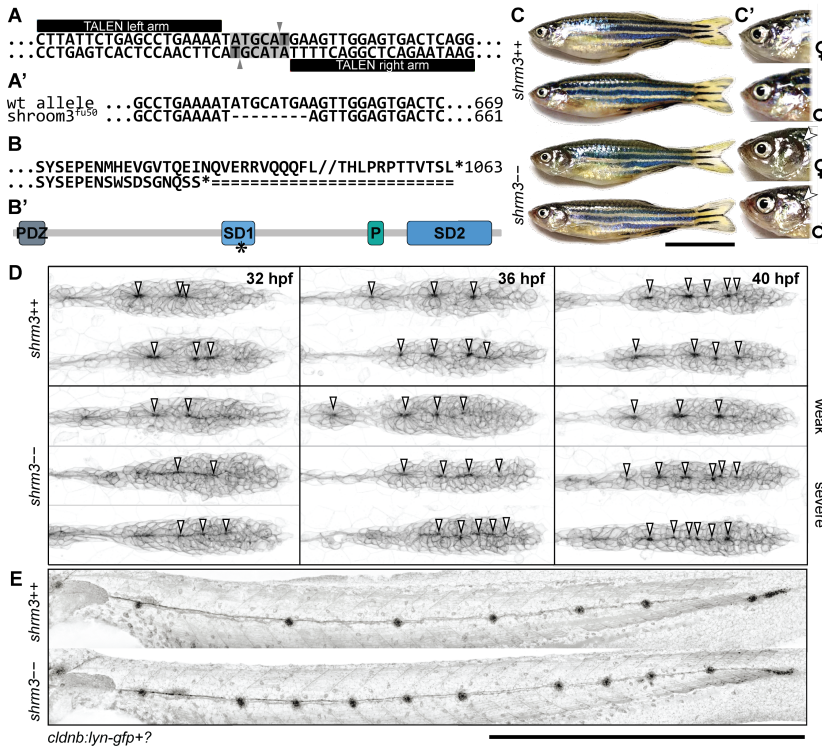 A
TALEN left arm
...CTTATTCTGAGCCTGAAAATATGCATGAAGTTGGAGTGACTCAGG...
...CCTGAGTCACTCCAACTTCATGCATATTTTCAGGCTCAGAATAAG...
TALEN right arm
A'
wt allele ...GCCTGAAAATATGCATGAAGTTGGAGTGACTC...669
shroom3fu50 ...GCCTGAAAAT--------AGTTGGAGTGACTC...661
B
...SYSEPENMHEVGVTQEINQVERRVQQQFL//THLPRPTTVTSL*1063
...SYSEPENSWSDSGNQSS*========================
B'
PDZ SD1 P SD2
*
C C'
shrm3++
♀
♂
shrm3--
♀
♂
D
32 hpf 36 hpf 40 hpf
shrm3++
shrm3--
weak
severe
E
shrm3++
shrm3--
cldnb:lyn-gfp+?